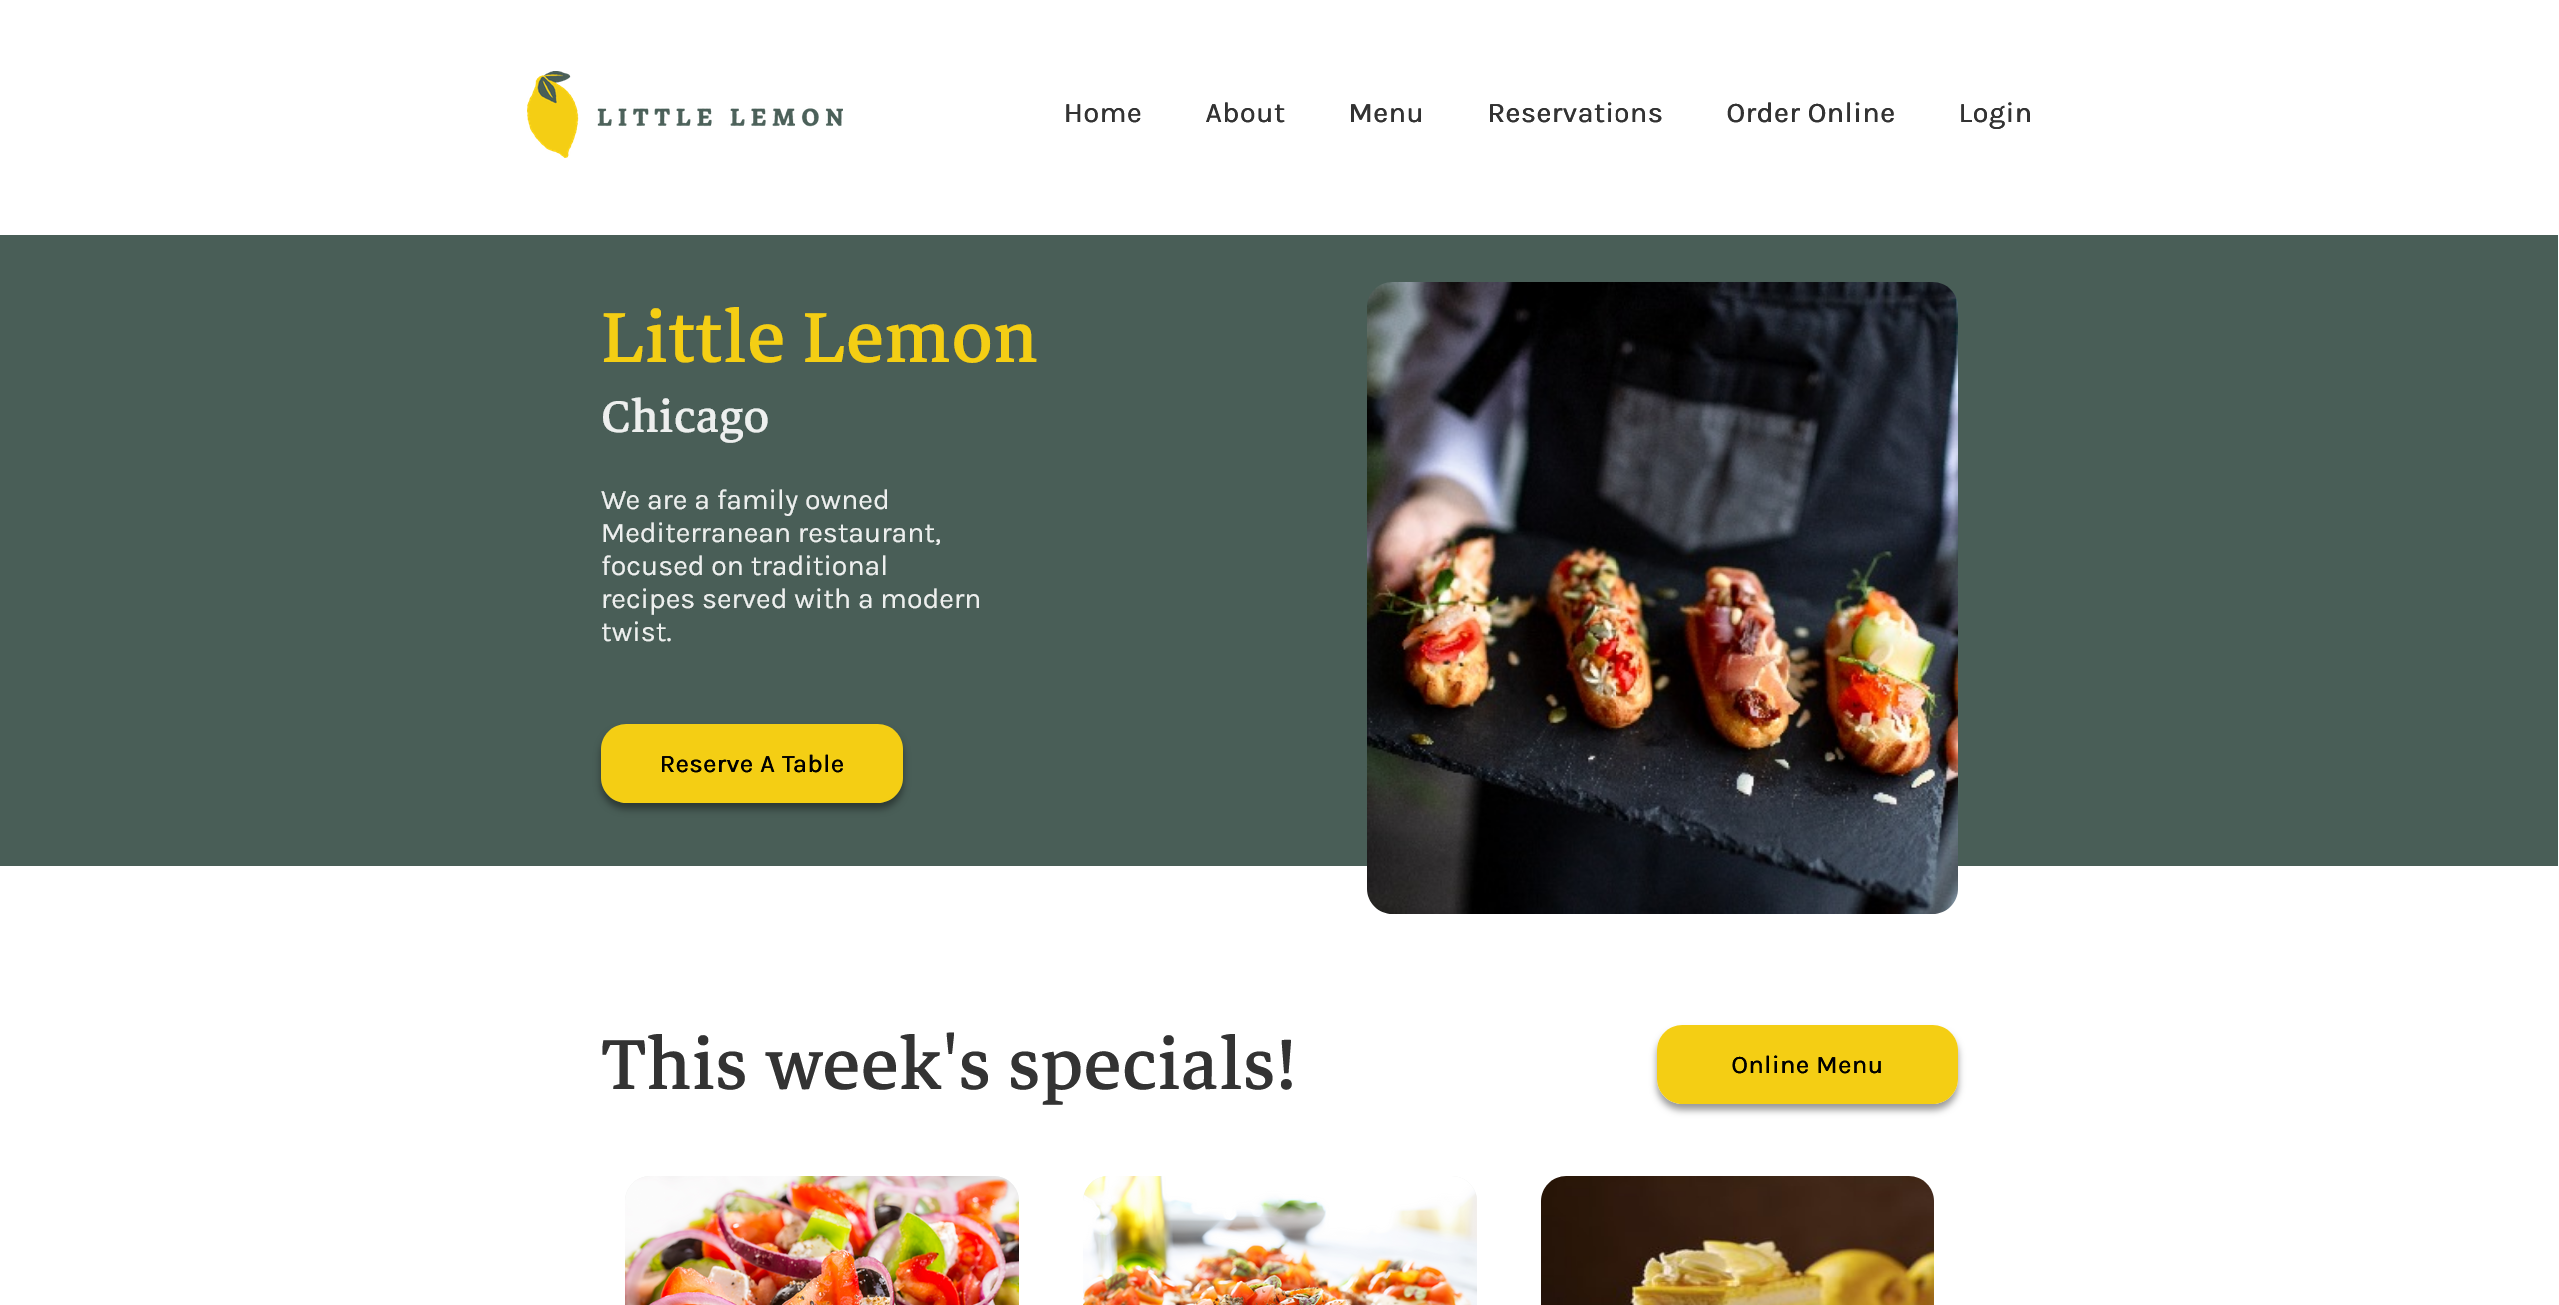 LITTLE LEMON
Home About Menu Reservations Order Online Login
Little Lemon
Chicago
We are a family owned
Mediterranean restaurant,
focused on traditional
recipes served with a modern
twist.
Reserve A Table
This week's specials!
Online Menu